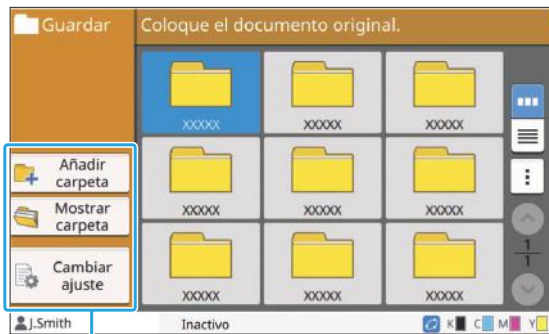 Guardar
Coloque el documento original.
XXXXX XXXXX XXXXX
Añadir
carpeta
Mostrar
carpeta
XXXXX XXXXX XXXXX
1
1
Cambiar
ajuste
XXXXX XXXXX XXXXX
J.Smith
Inactivo
K C M Y